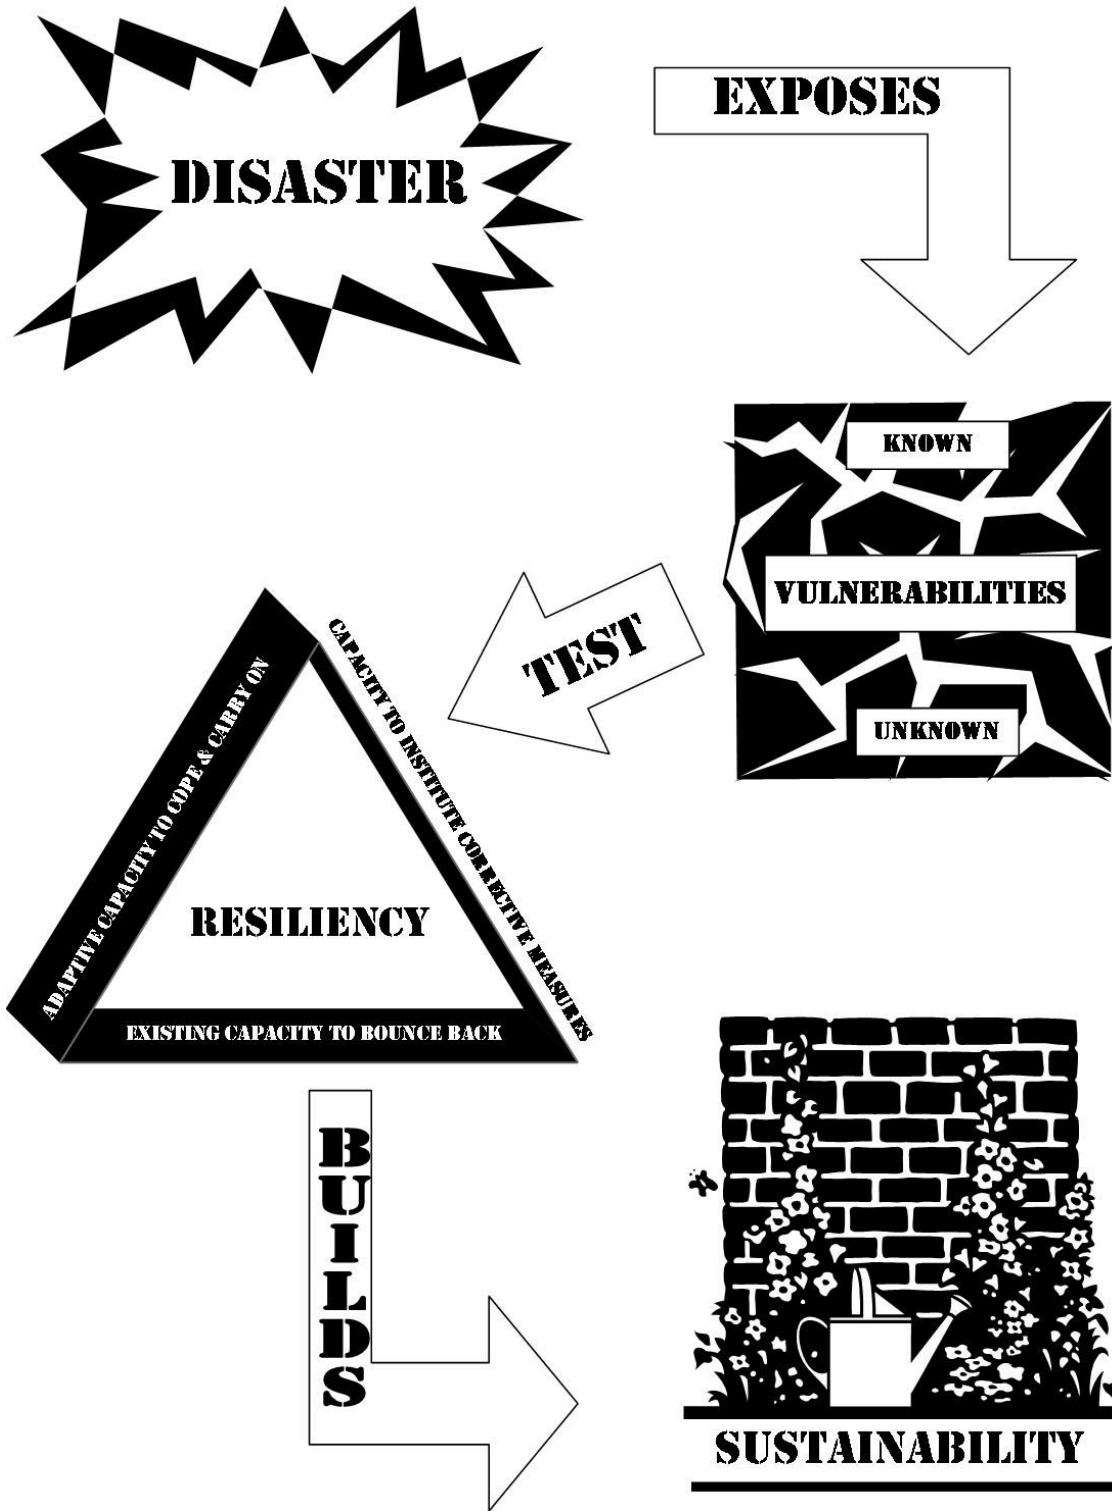 DISASTER
EXPOSES
KNOWN
VULNERABILITIES
UNKNOWN
TEST
ADAPTIVE CAPACITY TO COPE & CARRY ON
CAPACITY TO INSTITUTE CORRECTIVE MEASURES
RESILIENCY
EXISTING CAPACITY TO BOUNCE BACK
BUILDS
SUSTAINABILITY